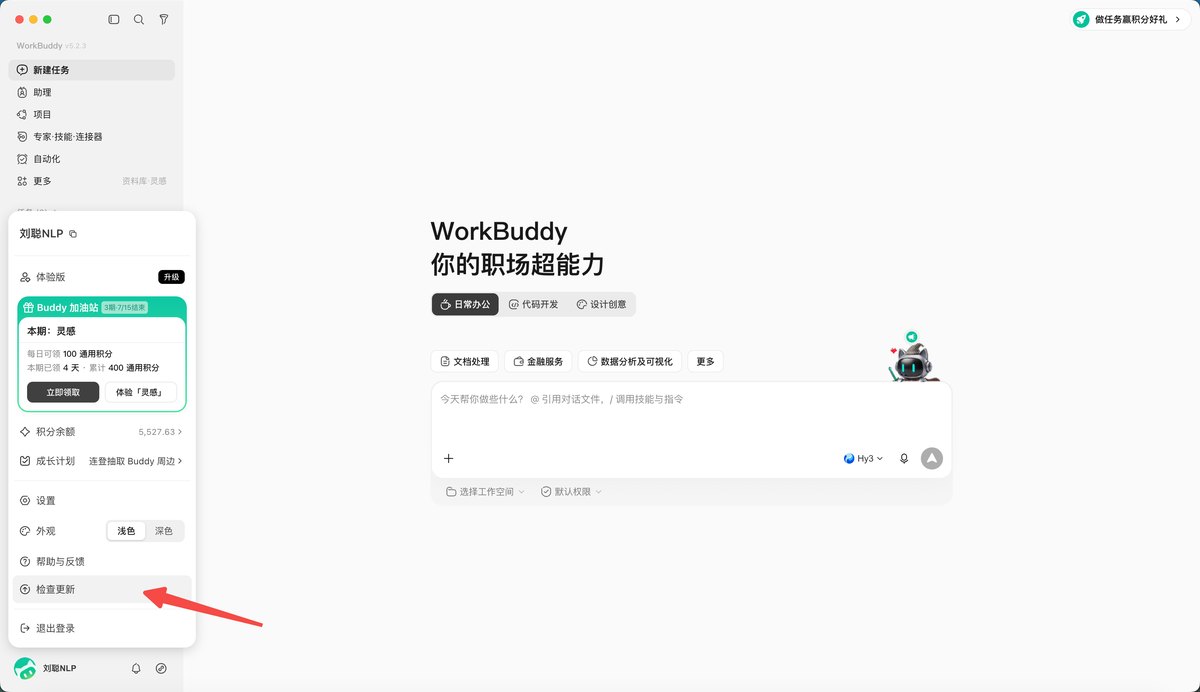 做任务赢积分好礼
WorkBuddy v5.2.3
新建任务
助理
项目
专家·技能·连接器
自动化
更多 资料库·灵感
刘聪NLP
体验版 升级
Buddy 加油站 3期·7/15结束
本期：灵感
每日可领 100 通用积分
本期已领 4 天 · 累计 400 通用积分
立即领取 体验「灵感」
积分余额 5,527.63
成长计划 连登抽取 Buddy 周边
设置
外观 浅色 深色
帮助与反馈
检查更新
退出登录
刘聪NLP
WorkBuddy
你的职场超能力
日常办公 代码开发 设计创意
文档处理 金融服务 数据分析及可视化 更多
今天帮你做些什么？ @ 引用对话文件，/ 调用技能与指令
Hy3
选择工作空间 默认权限